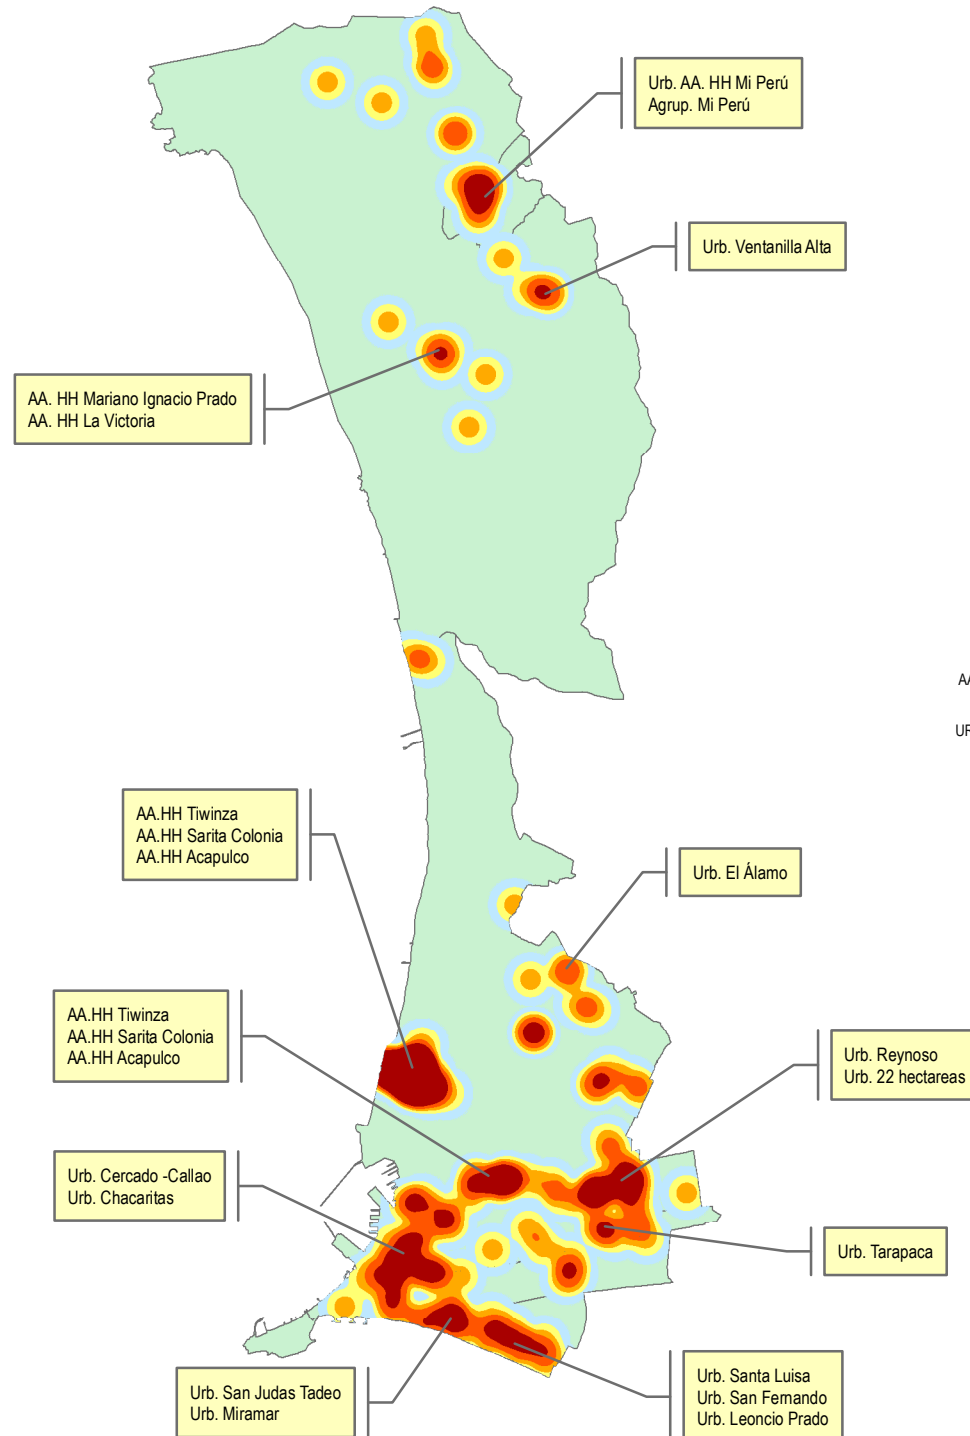 Urb. AA. HH Mi Perú
Agrup. Mi Perú
Urb. Ventanilla Alta
AA. HH Mariano Ignacio Prado
AA. HH La Victoria
AA
UR
AA.HH Tiwinza
AA.HH Sarita Colonia
AA.HH Acapulco
Urb. El Álamo
AA.HH Tiwinza
AA.HH Sarita Colonia
AA.HH Acapulco
Urb. Reynoso
Urb. 22 hectareas
Urb. Cercado -Callao
Urb. Chacaritas
Urb. Tarapaca
Urb. San Judas Tadeo
Urb. Miramar
Urb. Santa Luisa
Urb. San Fernando
Urb. Leoncio Prado